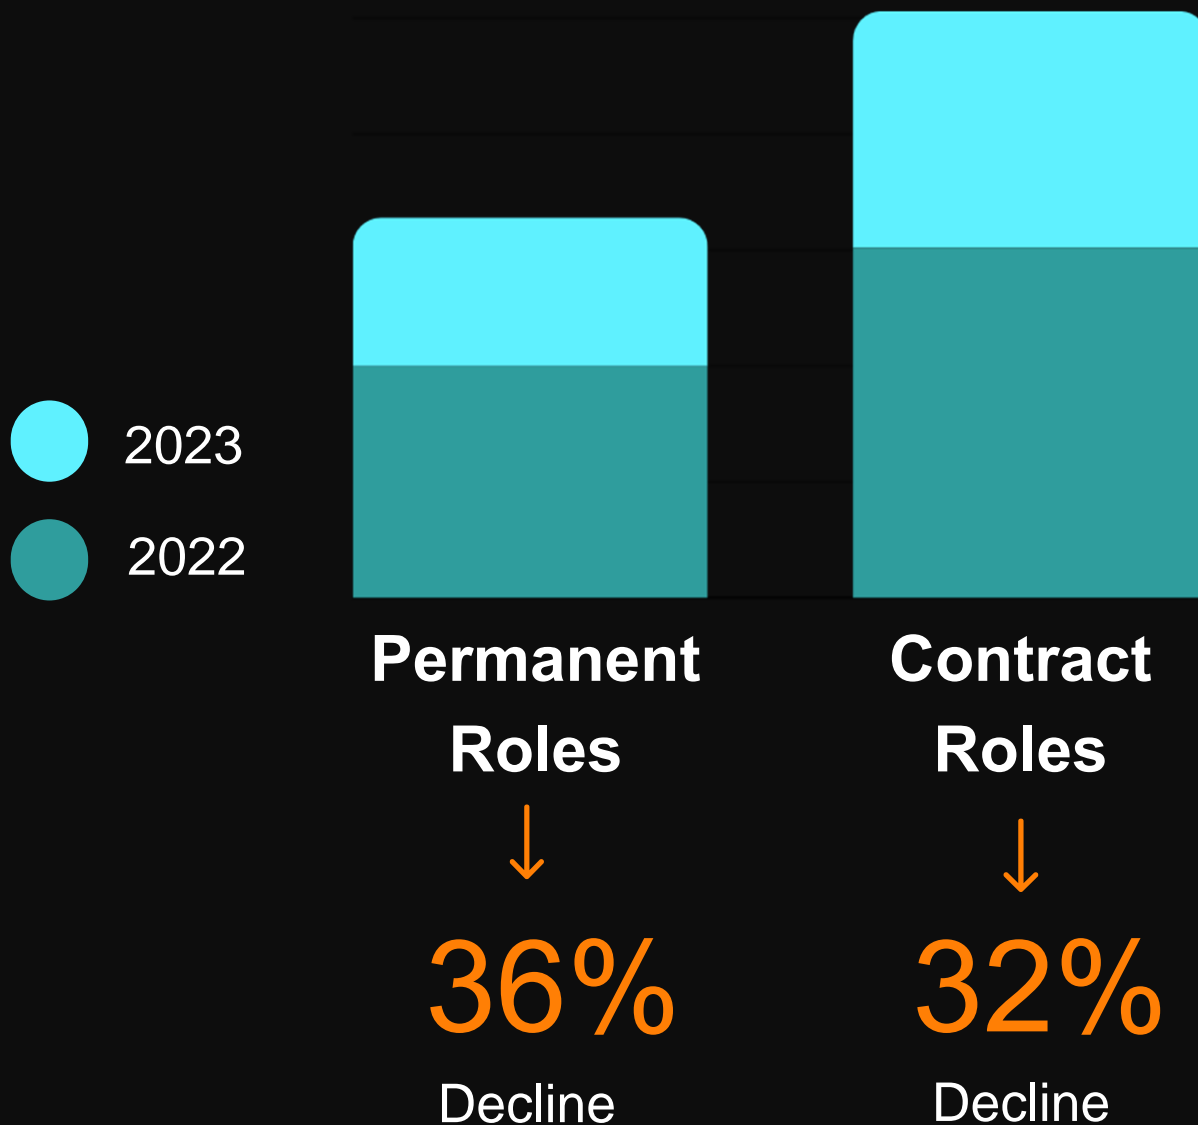 2023
2022
Permanent
Roles
36%
Decline
Contract
Roles
32%
Decline